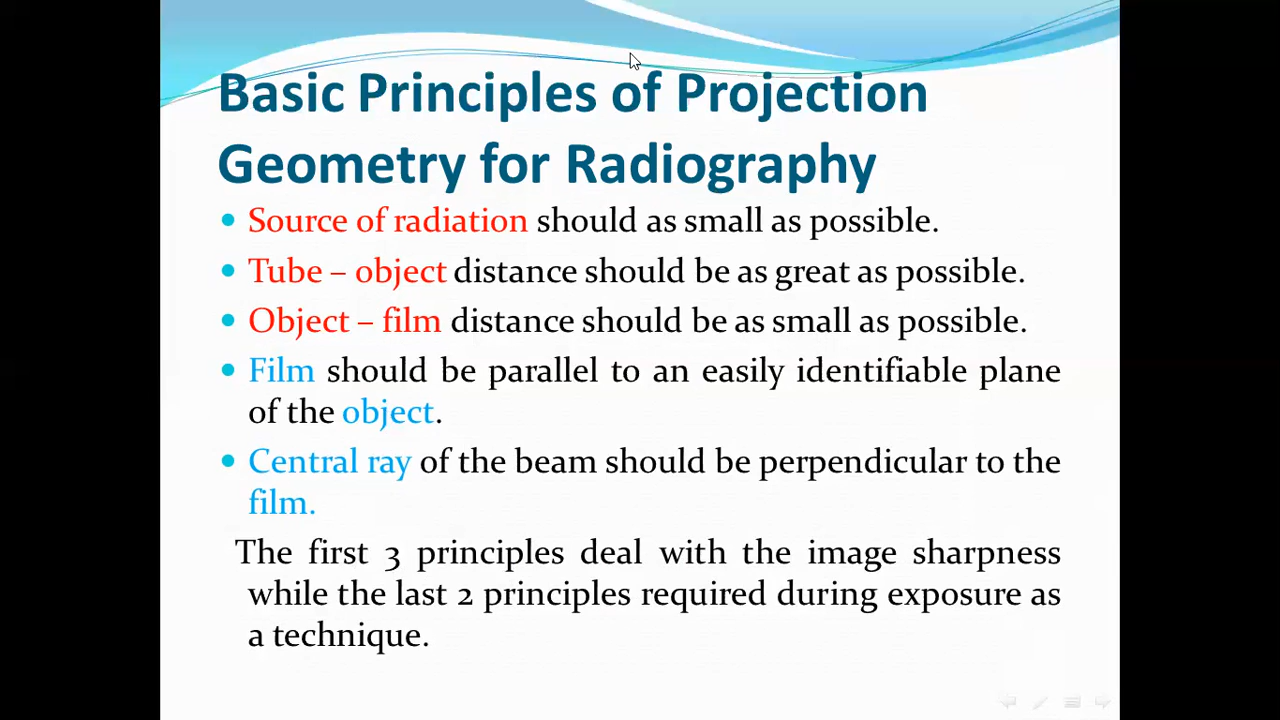 Basic Principles of Projection
Geometry for Radiography
• Source of radiation should as small as possible.
• Tube – object distance should be as great as possible.
• Object – film distance should be as small as possible.
• Film should be parallel to an easily identifiable plane
of the object.
• Central ray of the beam should be perpendicular to the
film.
The first 3 principles deal with the image sharpness
while the last 2 principles required during exposure as
a technique.